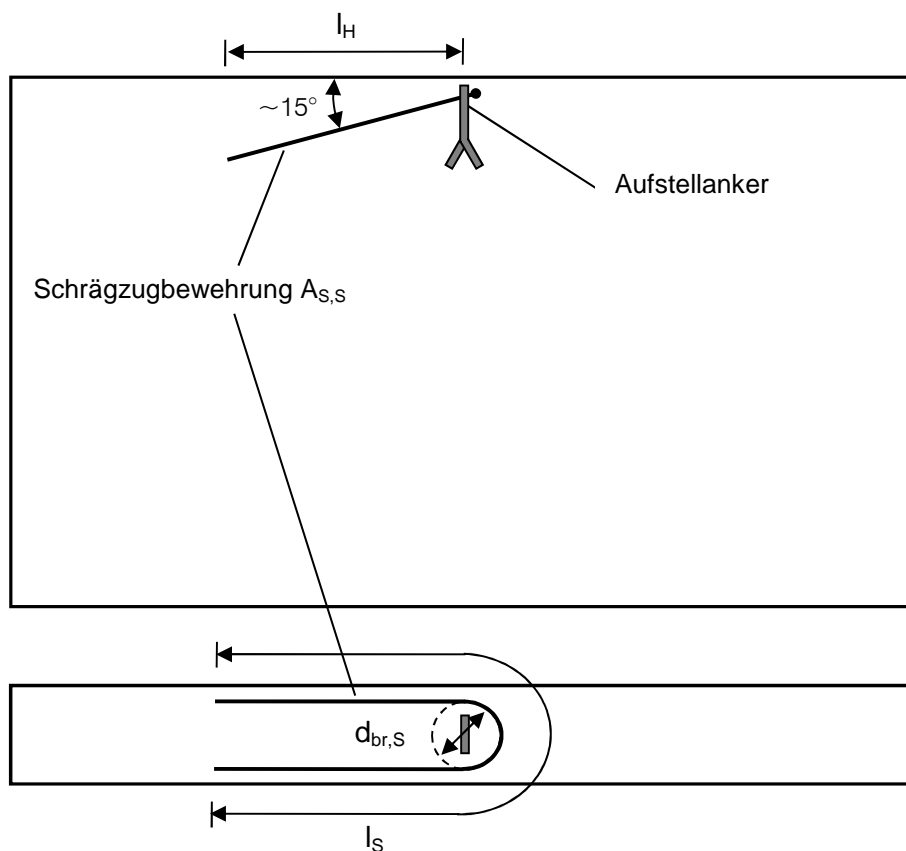 l_H
~15°
Aufstellanker
Schrägzugbewehrung A_S,S
d_br,S
l_S